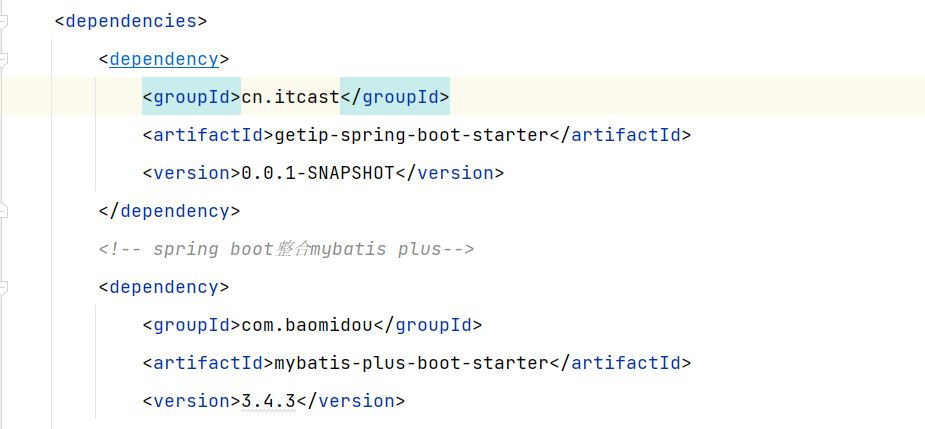 <dependencies>
<dependency>
<groupId>cn.itcast</groupId>
<artifactId>getip-spring-boot-starter</artifactId>
<version>0.0.1-SNAPSHOT</version>
</dependency>
<!-- spring boot整合mybatis plus-->
<dependency>
<groupId>com.baomidou</groupId>
<artifactId>mybatis-plus-boot-starter</artifactId>
<version>3.4.3</version>